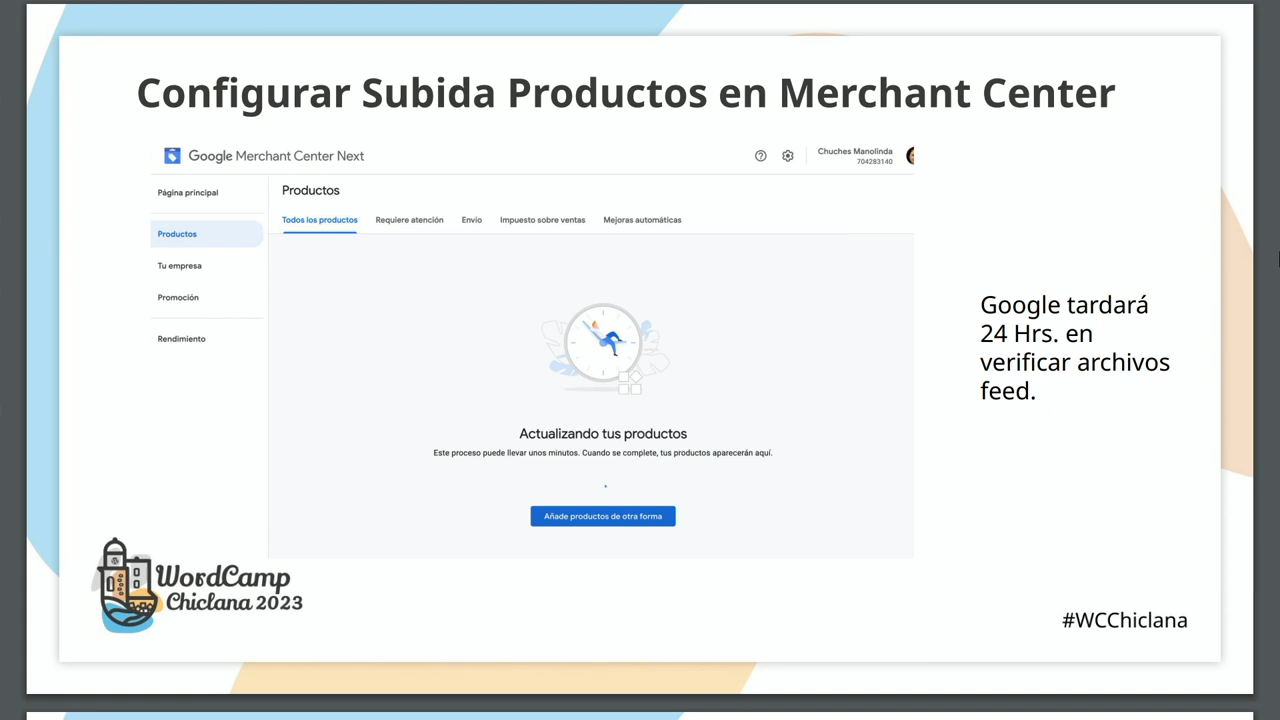 Configurar Subida Productos en Merchant Center
Google Merchant Center Next
Chuches Manolinda
704283140
Página principal
Productos
Tu empresa
Promoción
Rendimiento
Productos
Todos los productos Requiere atención Envío Impuesto sobre ventas Mejoras automáticas
Actualizando tus productos
Este proceso puede llevar unos minutos. Cuando se complete, tus productos aparecerán aquí.
Añade productos de otra forma
Google tardará
24 Hrs. en
verificar archivos
feed.
WordCamp
Chiclana 2023
#WCChiclana